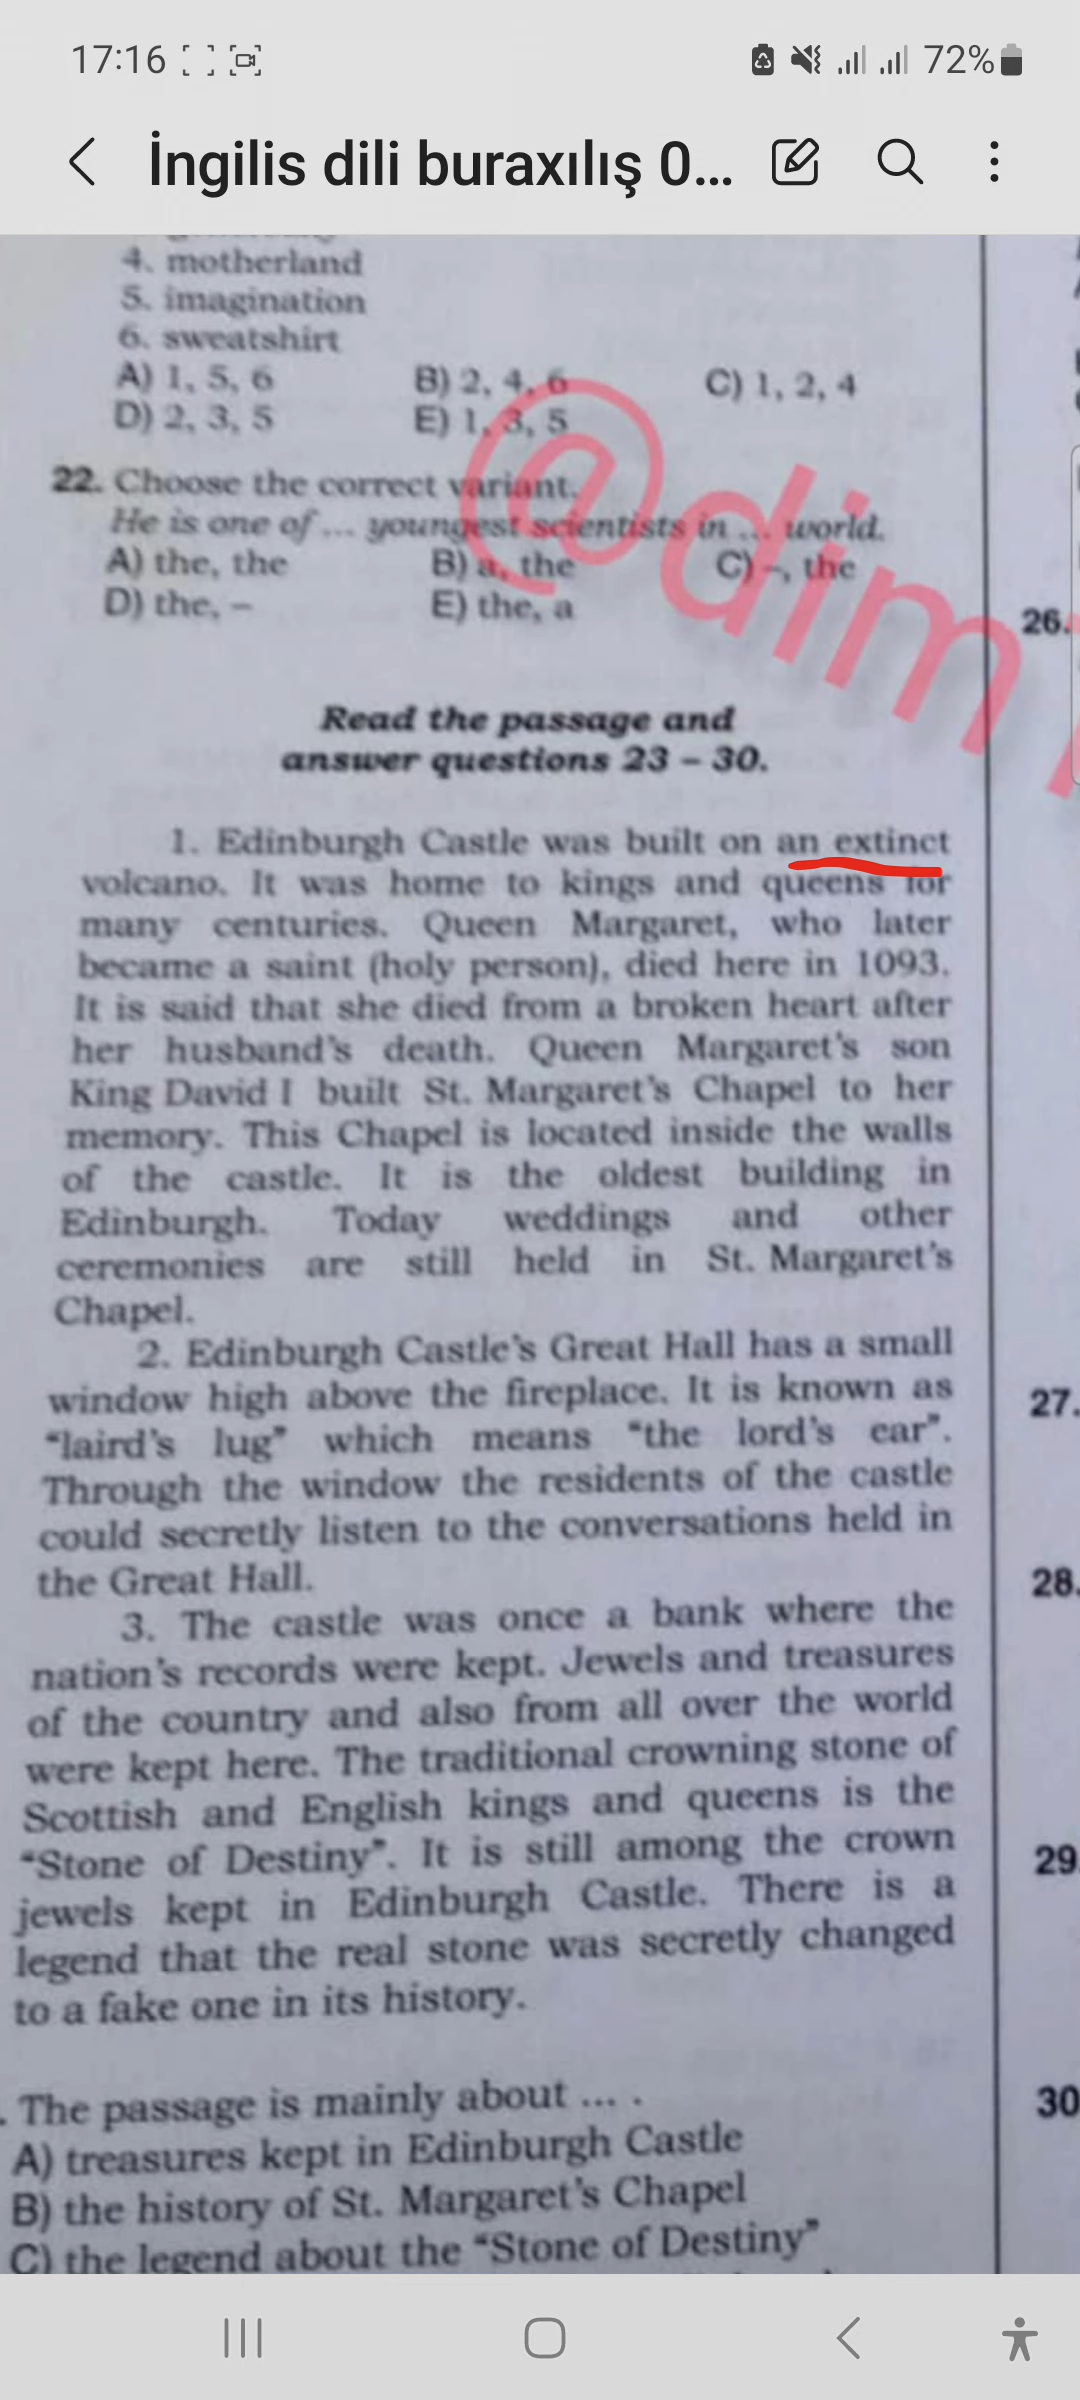 17:16
72%
İngilis dili buraxılış 0...
4. motherland
5. imagination
6. sweatshirt
A) 1, 5, 6 B) 2, 4, 6 C) 1, 2, 4
D) 2, 3, 5 E) 1, 3, 5
22. Choose the correct variant.
He is one of ... youngest scientists in ... world.
A) the, the B) a, the C) –, the
D) the, – E) the, a
@dim
Read the passage and
answer questions 23 – 30.
1. Edinburgh Castle was built on an extinct
volcano. It was home to kings and queens for
many centuries. Queen Margaret, who later
became a saint (holy person), died here in 1093.
It is said that she died from a broken heart after
her husband's death. Queen Margaret's son
King David I built St. Margaret's Chapel to her
memory. This Chapel is located inside the walls
of the castle. It is the oldest building in
Edinburgh. Today weddings and other
ceremonies are still held in St. Margaret's
Chapel.
2. Edinburgh Castle's Great Hall has a small
window high above the fireplace. It is known as
“laird's lug” which means “the lord's ear”.
Through the window the residents of the castle
could secretly listen to the conversations held in
the Great Hall.
3. The castle was once a bank where the
nation's records were kept. Jewels and treasures
of the country and also from all over the world
were kept here. The traditional crowning stone of
Scottish and English kings and queens is the
“Stone of Destiny”. It is still among the crown
jewels kept in Edinburgh Castle. There is a
legend that the real stone was secretly changed
to a fake one in its history.
. The passage is mainly about ... .
A) treasures kept in Edinburgh Castle
B) the history of St. Margaret's Chapel
C) the legend about the “Stone of Destiny”
26.
27.
28.
29.
30